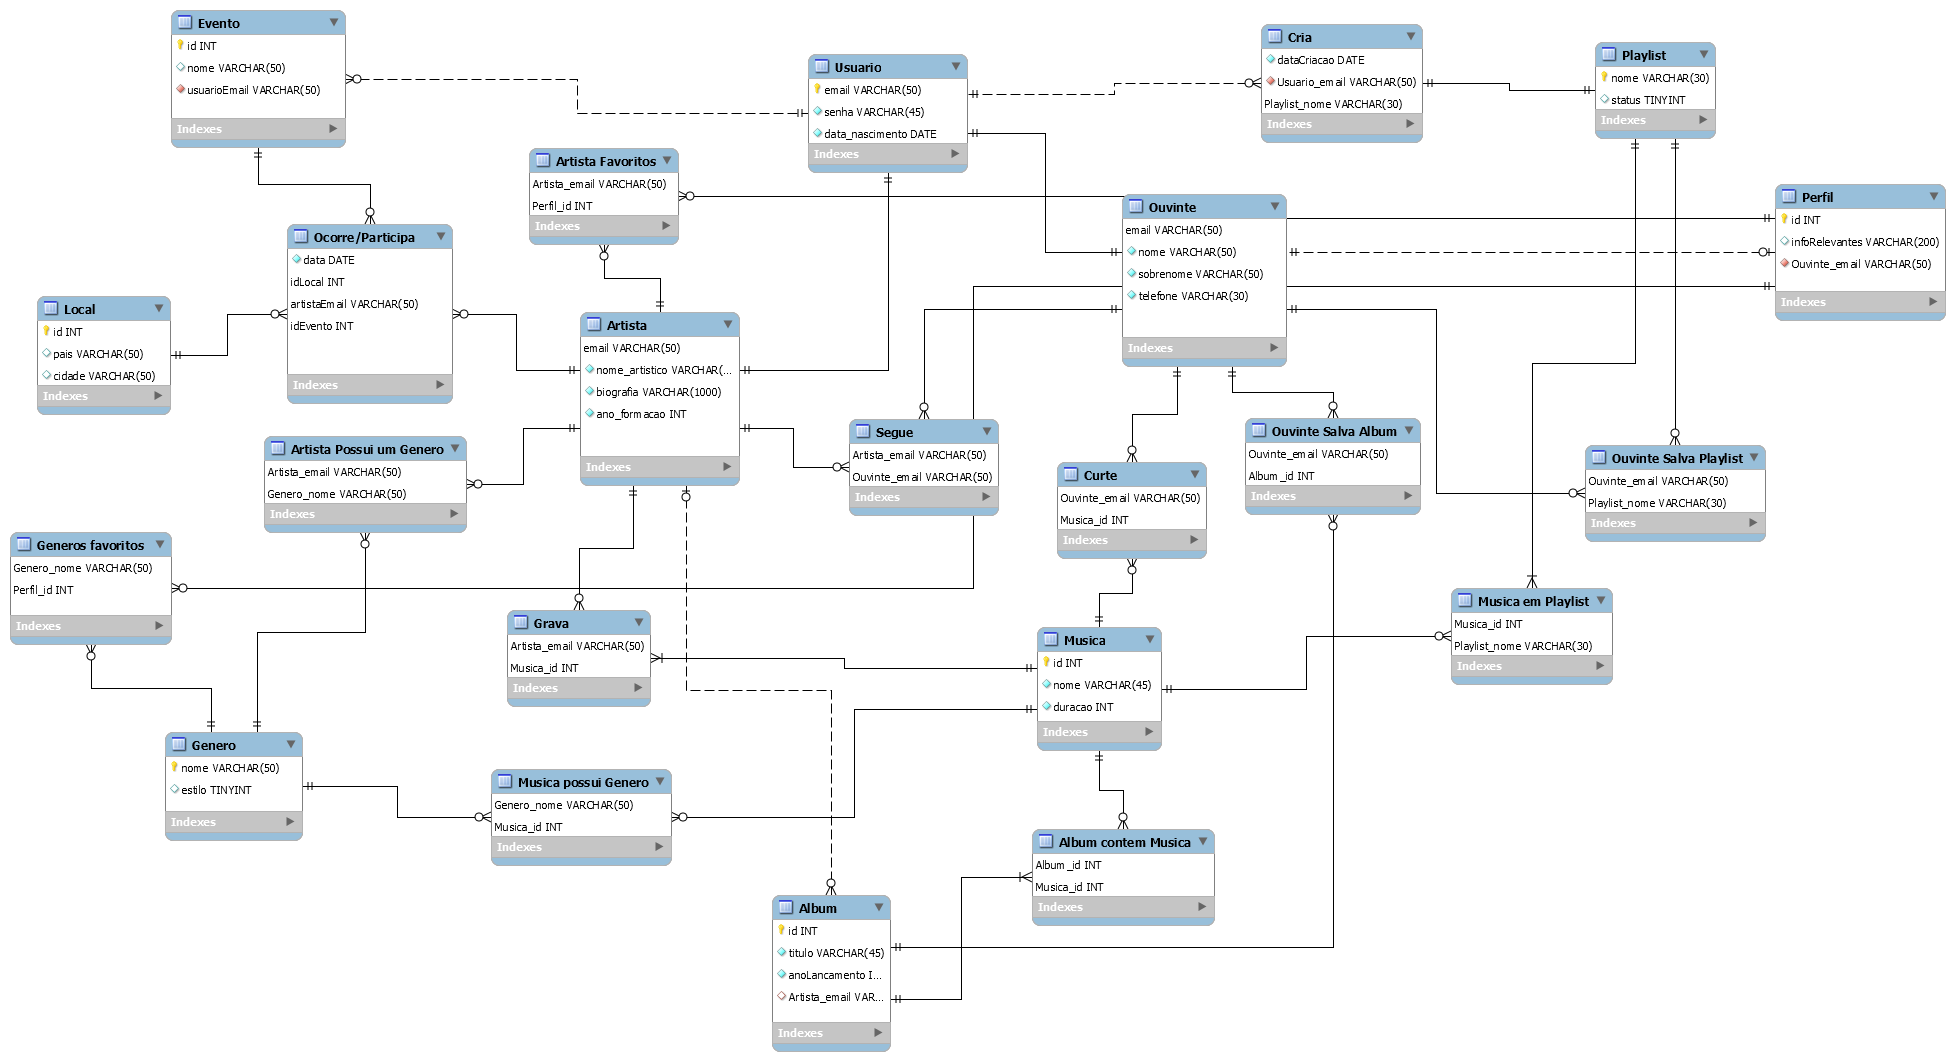 Evento
id INT
nome VARCHAR(50)
usuarioEmail VARCHAR(50)
Indexes
Usuario
email VARCHAR(50)
senha VARCHAR(45)
data_nascimento DATE
Indexes
Cria
dataCriacao DATE
Usuario_email VARCHAR(50)
Playlist_nome VARCHAR(30)
Indexes
Playlist
nome VARCHAR(30)
status TINYINT
Indexes
Artista Favoritos
Artista_email VARCHAR(50)
Perfil_id INT
Indexes
Ouvinte
email VARCHAR(50)
nome VARCHAR(50)
sobrenome VARCHAR(50)
telefone VARCHAR(30)
Indexes
Perfil
id INT
infoRelevantes VARCHAR(200)
Ouvinte_email VARCHAR(50)
Indexes
Ocorre/Participa
data DATE
idLocal INT
artistaEmail VARCHAR(50)
idEvento INT
Indexes
Local
id INT
pais VARCHAR(50)
cidade VARCHAR(50)
Indexes
Artista
email VARCHAR(50)
nome_artistico VARCHAR(...
biografia VARCHAR(1000)
ano_formacao INT
Indexes
Segue
Artista_email VARCHAR(50)
Ouvinte_email VARCHAR(50)
Indexes
Ouvinte Salva Album
Ouvinte_email VARCHAR(50)
Album_id INT
Indexes
Artista Possui um Genero
Artista_email VARCHAR(50)
Genero_nome VARCHAR(50)
Indexes
Ouvinte Salva Playlist
Ouvinte_email VARCHAR(50)
Playlist_nome VARCHAR(30)
Indexes
Curte
Ouvinte_email VARCHAR(50)
Musica_id INT
Indexes
Generos favoritos
Genero_nome VARCHAR(50)
Perfil_id INT
Indexes
Musica em Playlist
Musica_id INT
Playlist_nome VARCHAR(30)
Indexes
Grava
Artista_email VARCHAR(50)
Musica_id INT
Indexes
Musica
id INT
nome VARCHAR(45)
duracao INT
Indexes
Genero
nome VARCHAR(50)
estilo TINYINT
Indexes
Musica possui Genero
Genero_nome VARCHAR(50)
Musica_id INT
Indexes
Album contem Musica
Album_id INT
Musica_id INT
Indexes
Album
id INT
titulo VARCHAR(45)
anoLancamento I...
Artista_email VAR...
Indexes